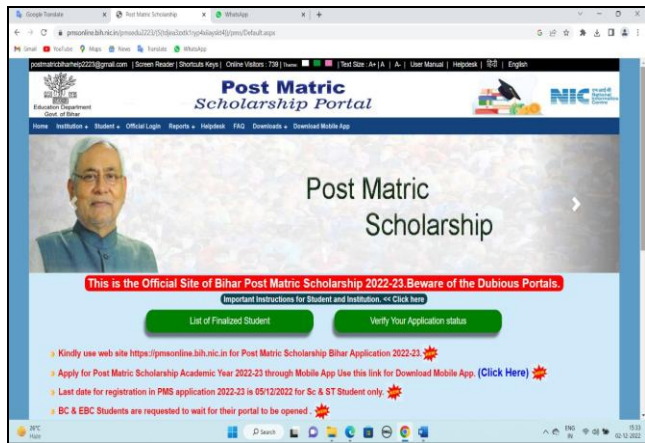 Google Translate
Post Matric Scholarship
WhatsApp
pmsonline.bih.nic.in/pmsedu2223/
Gmail YouTube Maps Translate WhatsApp
postmatricbiharhelp2223@gmail.com | Screen Reader | Shortcuts Keys | Online Visitors : 739 | Theme: | Text Size : A+ | A | A- | User Manual | Helpdesk | हिंदी | English
Education Department
Govt. of Bihar
Post Matric
Scholarship Portal
NIC
National
Informatics
Centre
Home Institution Student Official Login Reports Helpdesk FAQ Downloads Download Mobile App
Post Matric
Scholarship
This is the Official Site of Bihar Post Matric Scholarship 2022-23.Beware of the Dubious Portals.
Important Instructions for Student and Institution. << Click here
List of Finalized Student
Verify Your Application status
Kindly use web site https://pmsonline.bih.nic.in for Post Matric Scholarship Bihar Application 2022-23.
Apply for Post Matric Scholarship Academic Year 2022-23 through Mobile App Use this link for Download Mobile App. (Click Here)
Last date for registration in PMS application 2022-23 is 05/12/2022 for Sc & ST Student only.
BC & EBC Students are requested to wait for their portal to be opened .
26°C
Haze
Search
ENG
IN
15:33
02-12-2022